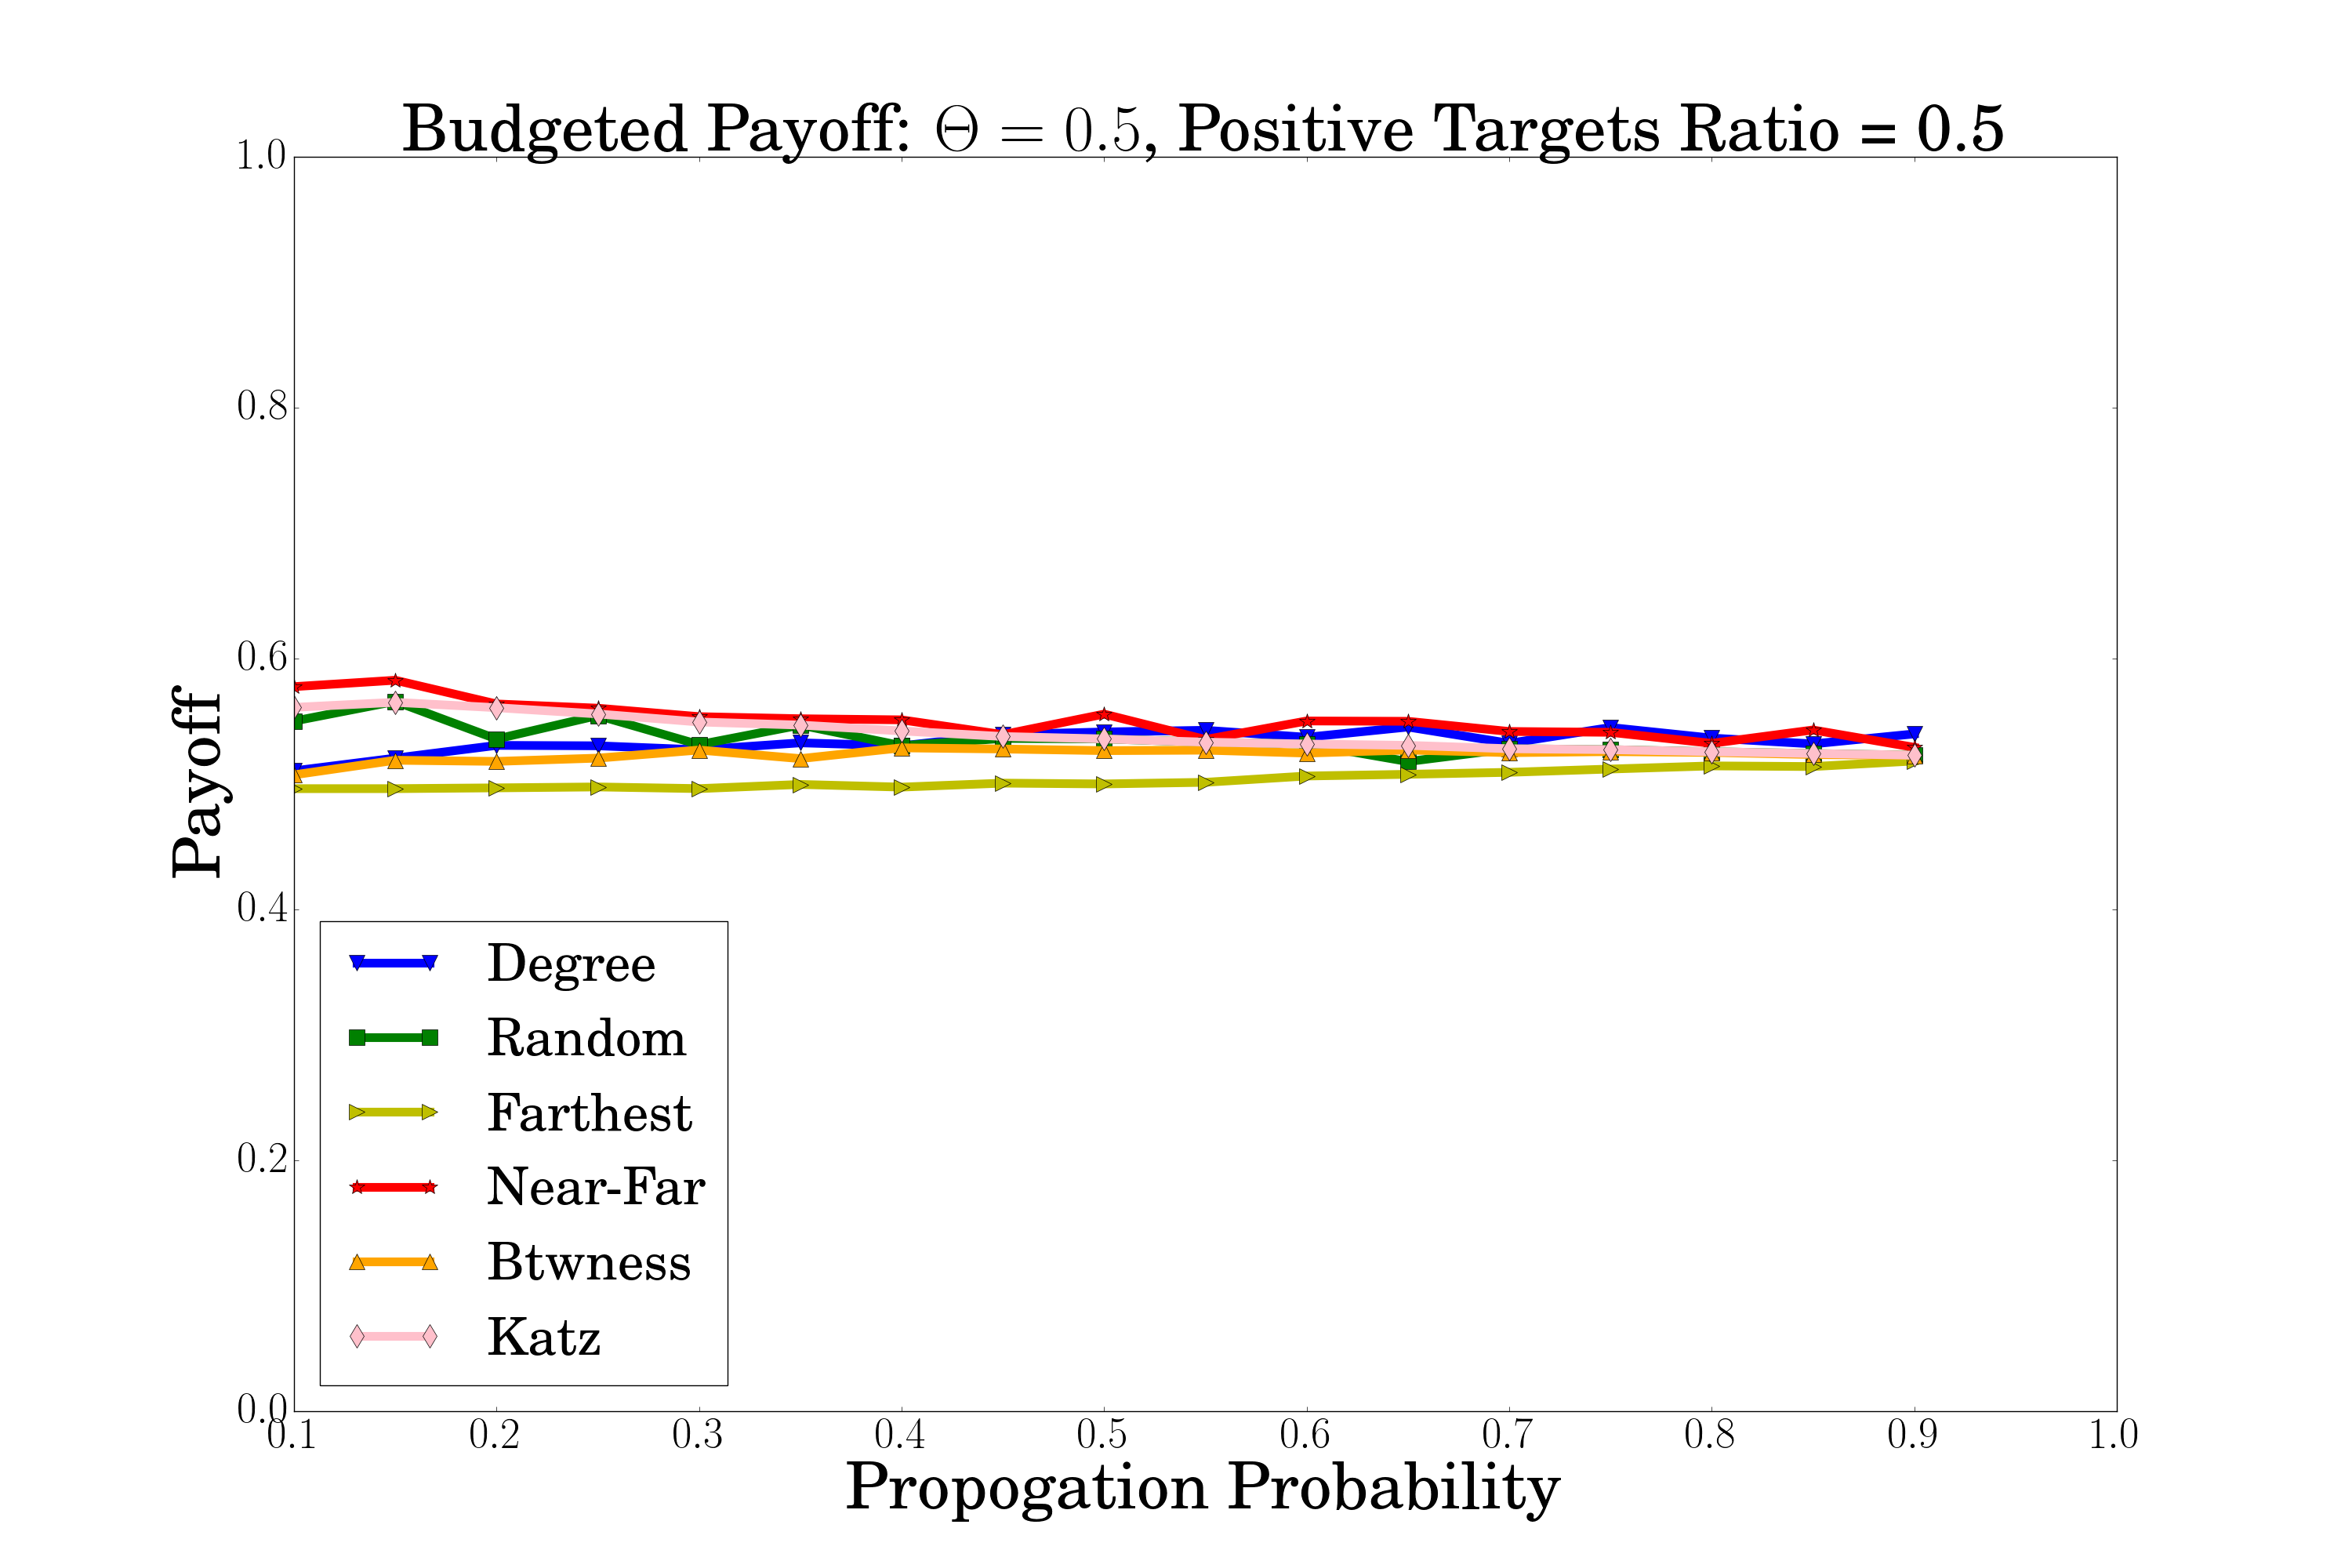 Budgeted Payoff: Θ = 0.5, Positive Targets Ratio = 0.5
1.0
0.8
0.6
0.4
0.2
0.0
Payoff
Degree
Random
Farthest
Near-Far
Btwness
Katz
0.1 0.2 0.3 0.4 0.5 0.6 0.7 0.8 0.9 1.0
Propogation Probability